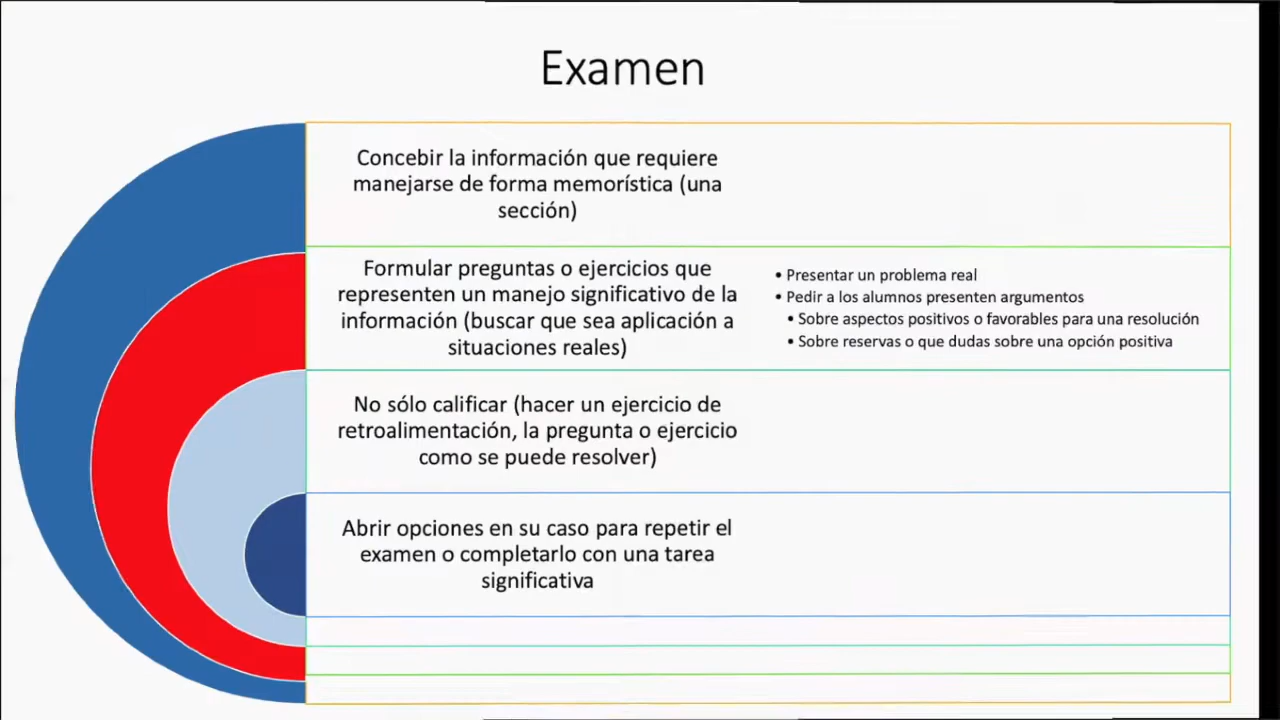 Examen
Concebir la información que requiere
manejarse de forma memorística (una
sección)
Formular preguntas o ejercicios que
representen un manejo significativo de la
información (buscar que sea aplicación a
situaciones reales)
• Presentar un problema real
• Pedir a los alumnos presenten argumentos
• Sobre aspectos positivos o favorables para una resolución
• Sobre reservas o que dudas sobre una opción positiva
No sólo calificar (hacer un ejercicio de
retroalimentación, la pregunta o ejercicio
como se puede resolver)
Abrir opciones en su caso para repetir el
examen o completarlo con una tarea
significativa